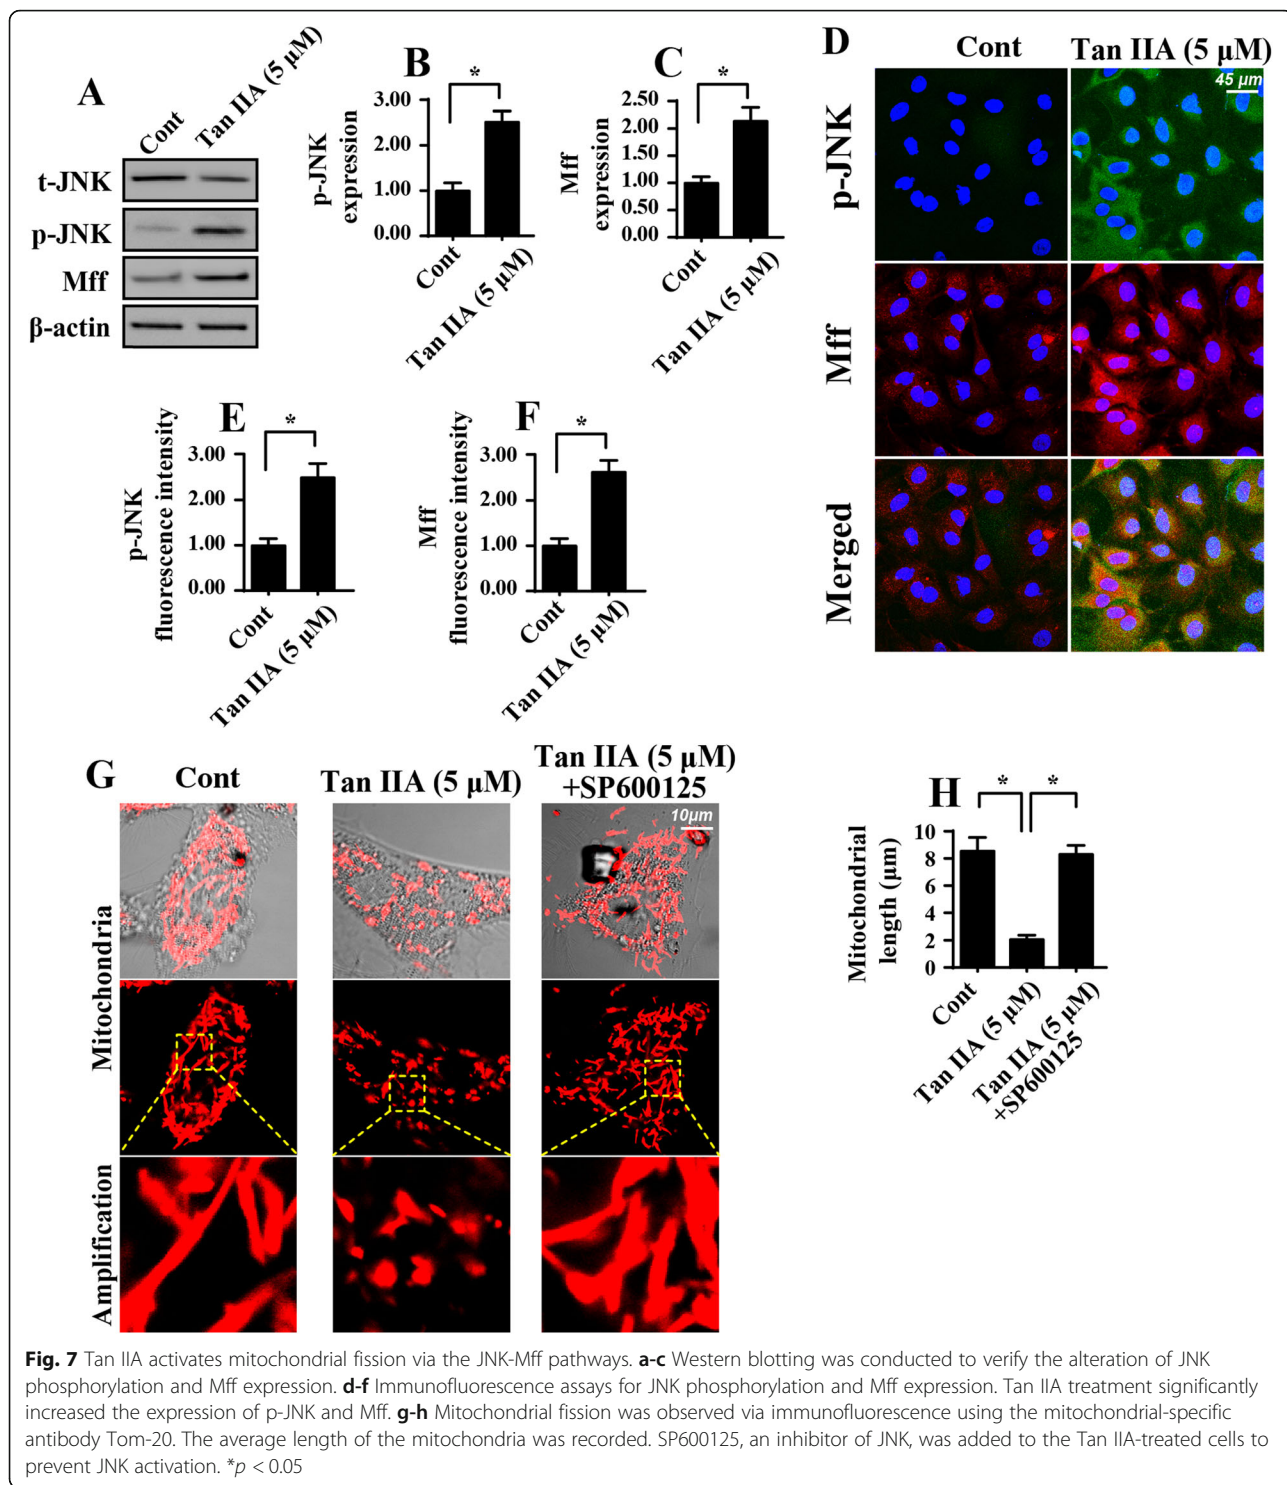 A
Cont
Tan IIA (5 µM)
t-JNK
p-JNK
Mff
β-actin
B
*
3.00
2.00
1.00
0.00
p-JNK
expression
Cont
Tan IIA (5 µM)
C
*
2.50
2.00
1.50
1.00
0.50
0.00
Mff
expression
Cont
Tan IIA (5 µM)
D
Cont
Tan IIA (5 µM)
45 µm
p-JNK
Mff
Merged
E
*
3.00
2.00
1.00
0.00
p-JNK
fluorescence intensity
Cont
Tan IIA (5 µM)
F
*
3.00
2.00
1.00
0.00
Mff
fluorescence intensity
Cont
Tan IIA (5 µM)
G
Cont
Tan IIA (5 µM)
Tan IIA (5 µM)
+SP600125
10µm
Mitochondria
Amplification
H
*
*
10
8
6
4
2
0
Mitochondrial
length (µm)
Cont
Tan IIA (5 µM)
Tan IIA (5 µM)
+SP600125
Fig. 7 Tan IIA activates mitochondrial fission via the JNK-Mff pathways. a-c Western blotting was conducted to verify the alteration of JNK
phosphorylation and Mff expression. d-f Immunofluorescence assays for JNK phosphorylation and Mff expression. Tan IIA treatment significantly
increased the expression of p-JNK and Mff. g-h Mitochondrial fission was observed via immunofluorescence using the mitochondrial-specific
antibody Tom-20. The average length of the mitochondria was recorded. SP600125, an inhibitor of JNK, was added to the Tan IIA-treated cells to
prevent JNK activation. *p < 0.05